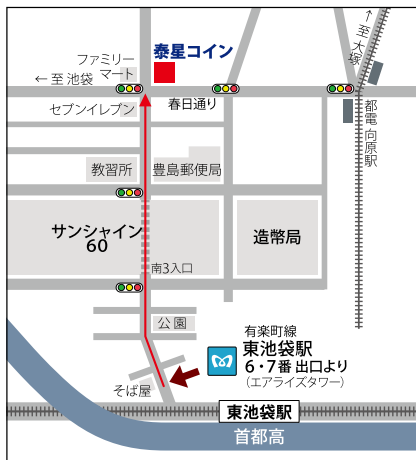 泰星コイン
ファミリー
マート
← 至 池袋
→ 至 大塚
セブンイレブン
春日通り
都電 向原駅
教習所
豊島郵便局
サンシャイン
60
造幣局
南3入口
公園
有楽町線
東池袋駅
6・7番 出口より
(エアライズタワー)
そば屋
東池袋駅
首都高